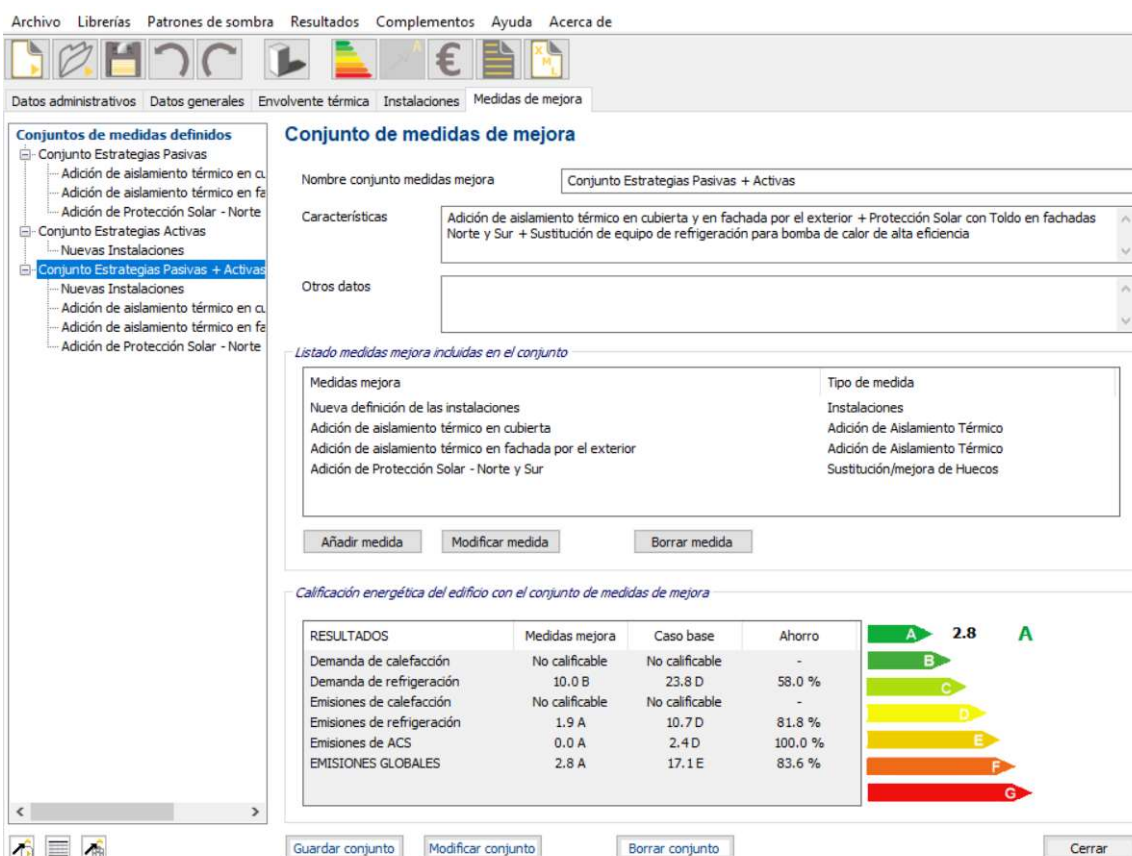 Archivo Librerías Patrones de sombra Resultados Complementos Ayuda Acerca de
A € X M L
Datos administrativos Datos generales Envolvente térmica Instalaciones Medidas de mejora
Conjuntos de medidas definidos
Conjunto Estrategias Pasivas
Adición de aislamiento térmico en cu
Adición de aislamiento térmico en fa
Adición de Protección Solar - Norte
Conjunto Estrategias Activas
Nuevas Instalaciones
Conjunto Estrategias Pasivas + Activas
Nuevas Instalaciones
Adición de aislamiento térmico en cu
Adición de aislamiento térmico en fa
Adición de Protección Solar - Norte
Conjunto de medidas de mejora
Nombre conjunto medidas mejora Conjunto Estrategias Pasivas + Activas
Características Adición de aislamiento térmico en cubierta y en fachada por el exterior + Protección Solar con Toldo en fachadas
Norte y Sur + Sustitución de equipo de refrigeración para bomba de calor de alta eficiencia
Otros datos
Listado medidas mejora incluidas en el conjunto
Medidas mejora Tipo de medida
Nueva definición de las instalaciones Instalaciones
Adición de aislamiento térmico en cubierta Adición de Aislamiento Térmico
Adición de aislamiento térmico en fachada por el exterior Adición de Aislamiento Térmico
Adición de Protección Solar - Norte y Sur Sustitución/mejora de Huecos
Añadir medida Modificar medida Borrar medida
Calificación energética del edificio con el conjunto de medidas de mejora
RESULTADOS Medidas mejora Caso base Ahorro
Demanda de calefacción No calificable No calificable -
Demanda de refrigeración 10.0 B 23.8 D 58.0 %
Emisiones de calefacción No calificable No calificable -
Emisiones de refrigeración 1.9 A 10.7 D 81.8 %
Emisiones de ACS 0.0 A 2.4 D 100.0 %
EMISIONES GLOBALES 2.8 A 17.1 E 83.6 %
A 2.8 A
B
C
D
E
F
G
Guardar conjunto Modificar conjunto Borrar conjunto Cerrar